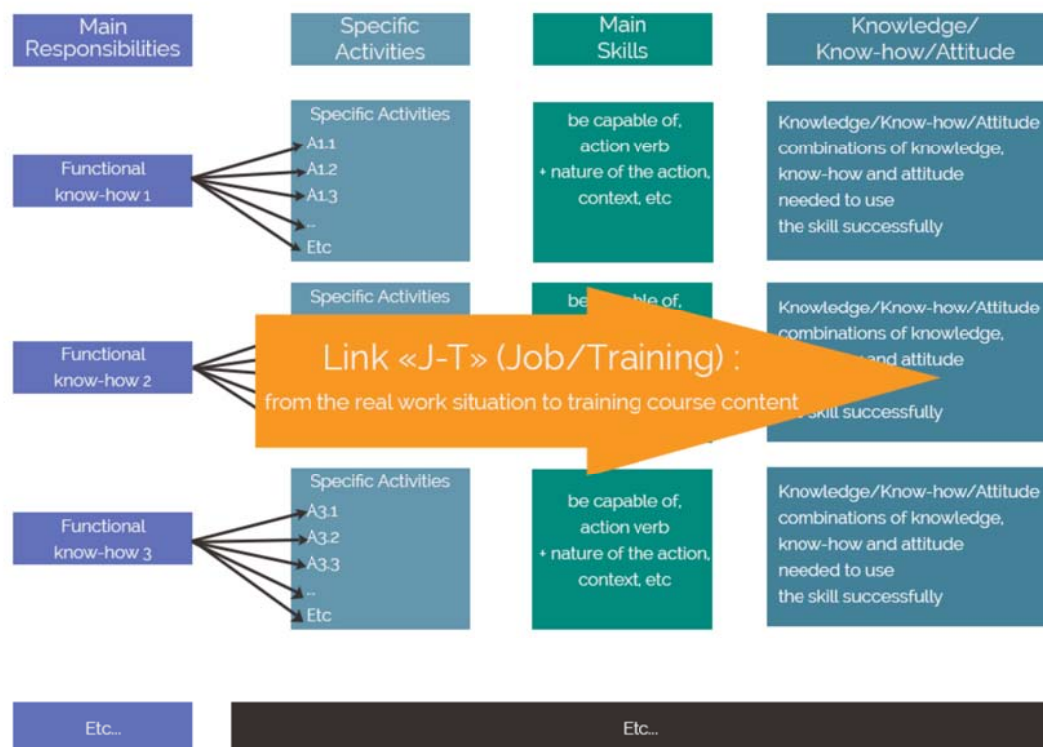 Main
Responsibilities
Specific
Activities
Main
Skills
Knowledge/
Know-how/Attitude
Functional
know-how 1
Specific Activities
A1.1
A1.2
A1.3
...
Etc
be capable of,
action verb
+ nature of the action,
context, etc
Knowledge/Know-how/Attitude
combinations of knowledge,
know-how and attitude
needed to use
the skill successfully
Functional
know-how 2
Specific Activities
be capable of,
Knowledge/Know-how/Attitude
combinations of knowledge,
and attitude
skill successfully
Link «J-T» (Job/Training) :
from the real work situation to training course content
Functional
know-how 3
Specific Activities
A3.1
A3.2
A3.3
...
Etc
be capable of,
action verb
+ nature of the action,
context, etc
Knowledge/Know-how/Attitude
combinations of knowledge,
know-how and attitude
needed to use
the skill successfully
Etc...
Etc...